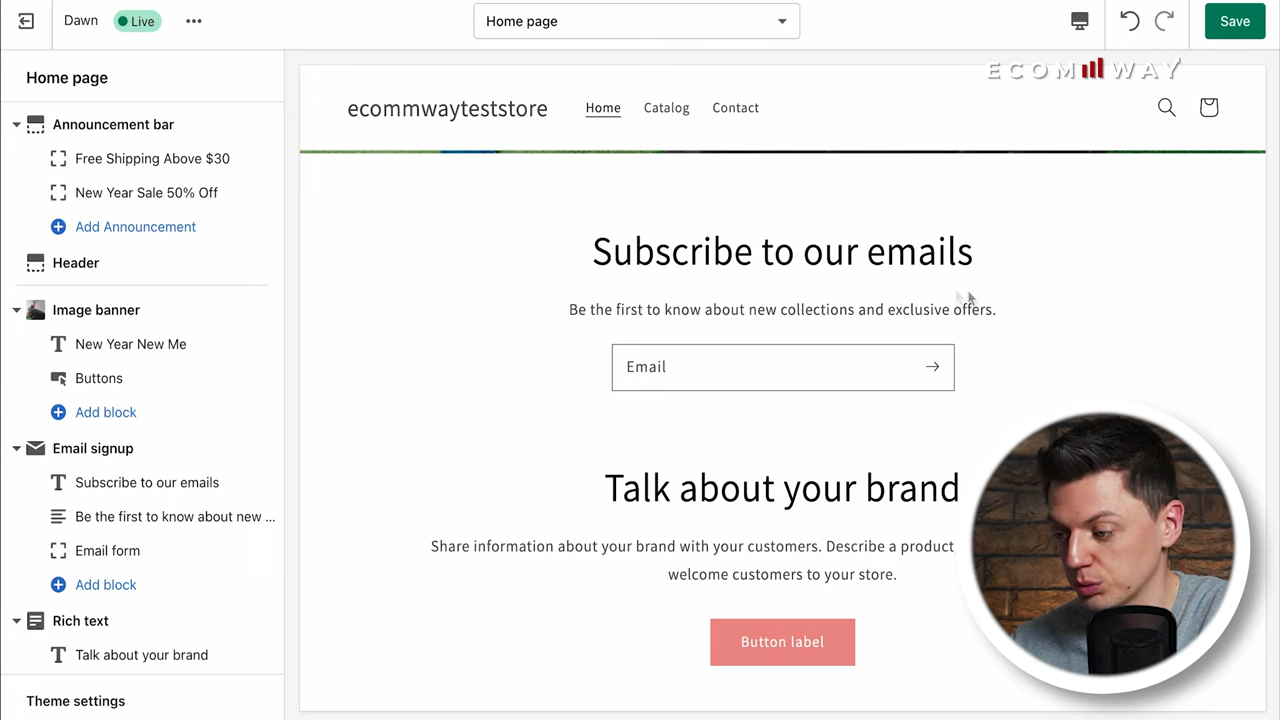 Dawn
Live
Home page
Save
Home page
Announcement bar
Free Shipping Above $30
New Year Sale 50% Off
Add Announcement
Header
Image banner
New Year New Me
Buttons
Add block
Email signup
Subscribe to our emails
Be the first to know about new ...
Email form
Add block
Rich text
Talk about your brand
Theme settings
ECOM WAY
ecommwayteststore
Home
Catalog
Contact
Subscribe to our emails
Be the first to know about new collections and exclusive offers.
Email
Talk about your brand
Share information about your brand with your customers. Describe a product
welcome customers to your store.
Button label